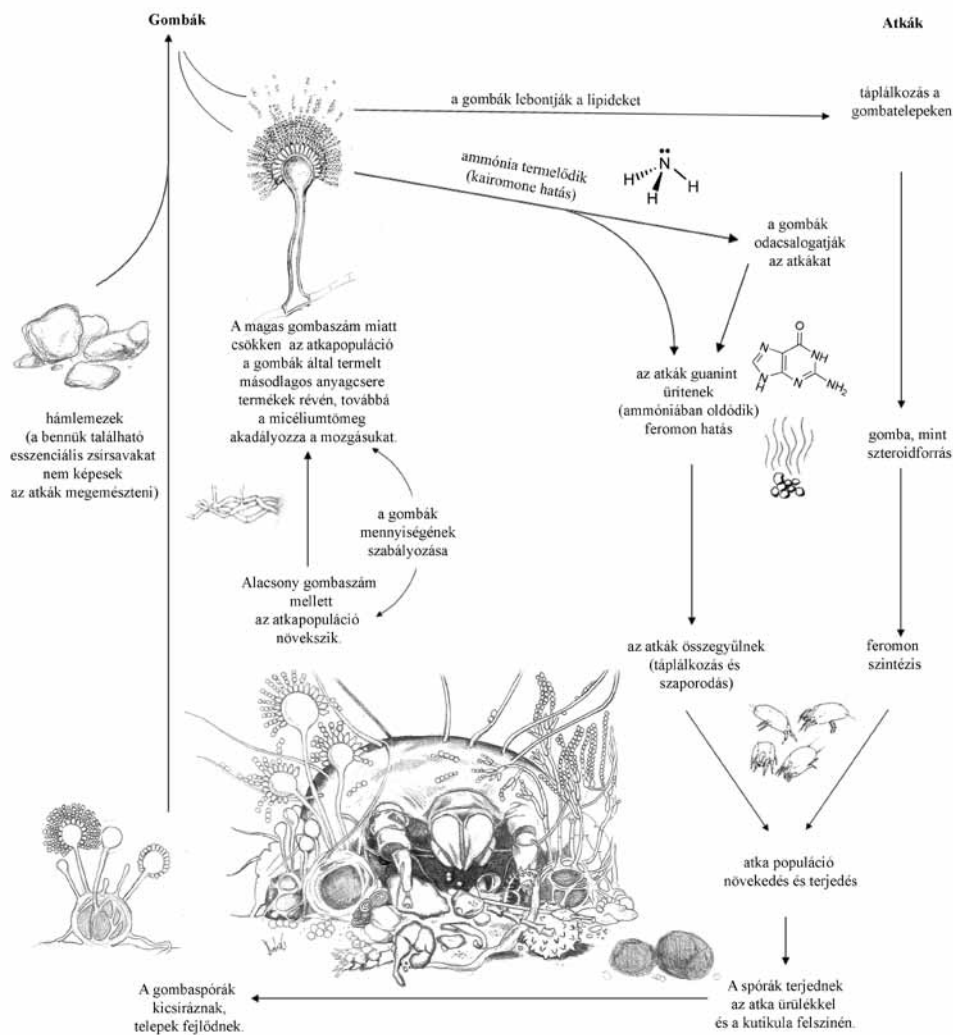 Gombák
Atkák
a gombák lebontják a lipideket
táplálkozás a
gombatelepeken
ammónia termelődik
(kairomone hatás)
N
H
H
H
a gombák
odacsalogatják
az atkákat
A magas gombaszám miatt
csökken az atkapopuláció
a gombák által termelt
másodlagos anyagcsere
termékek révén, továbbá
a micéliumtömeg
akadályozza a mozgásukat.
O
N
NH
N
H
N
NH2
az atkák guanint
ürítenek
(ammóniában oldódik)
feromon hatás
hámlemezek
(a bennük található
esszenciális zsírsavakat
nem képesek
az atkák megemészteni)
gomba, mint
szteroidforrás
a gombák
mennyiségének
szabályozása
Alacsony gombaszám
mellett
az atkapopuláció
növekszik.
az atkák összegyűlnek
(táplálkozás és
szaporodás)
feromon
szintézis
atka populáció
növekedés és terjedés
A gombaspórák
kicsíráznak,
telepek fejlődnek.
A spórák terjednek
az atka ürülékkel
és a kutikula felszínén.